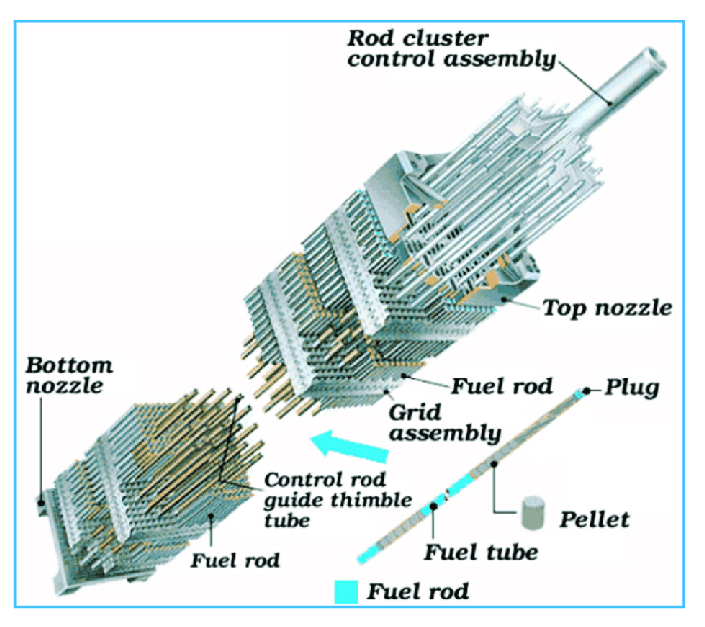 Rod cluster
control assembly
Top nozzle
Bottom
nozzle
Fuel rod
Plug
Grid
assembly
Control rod
guide thimble
tube
Pellet
Fuel tube
Fuel rod
Fuel rod